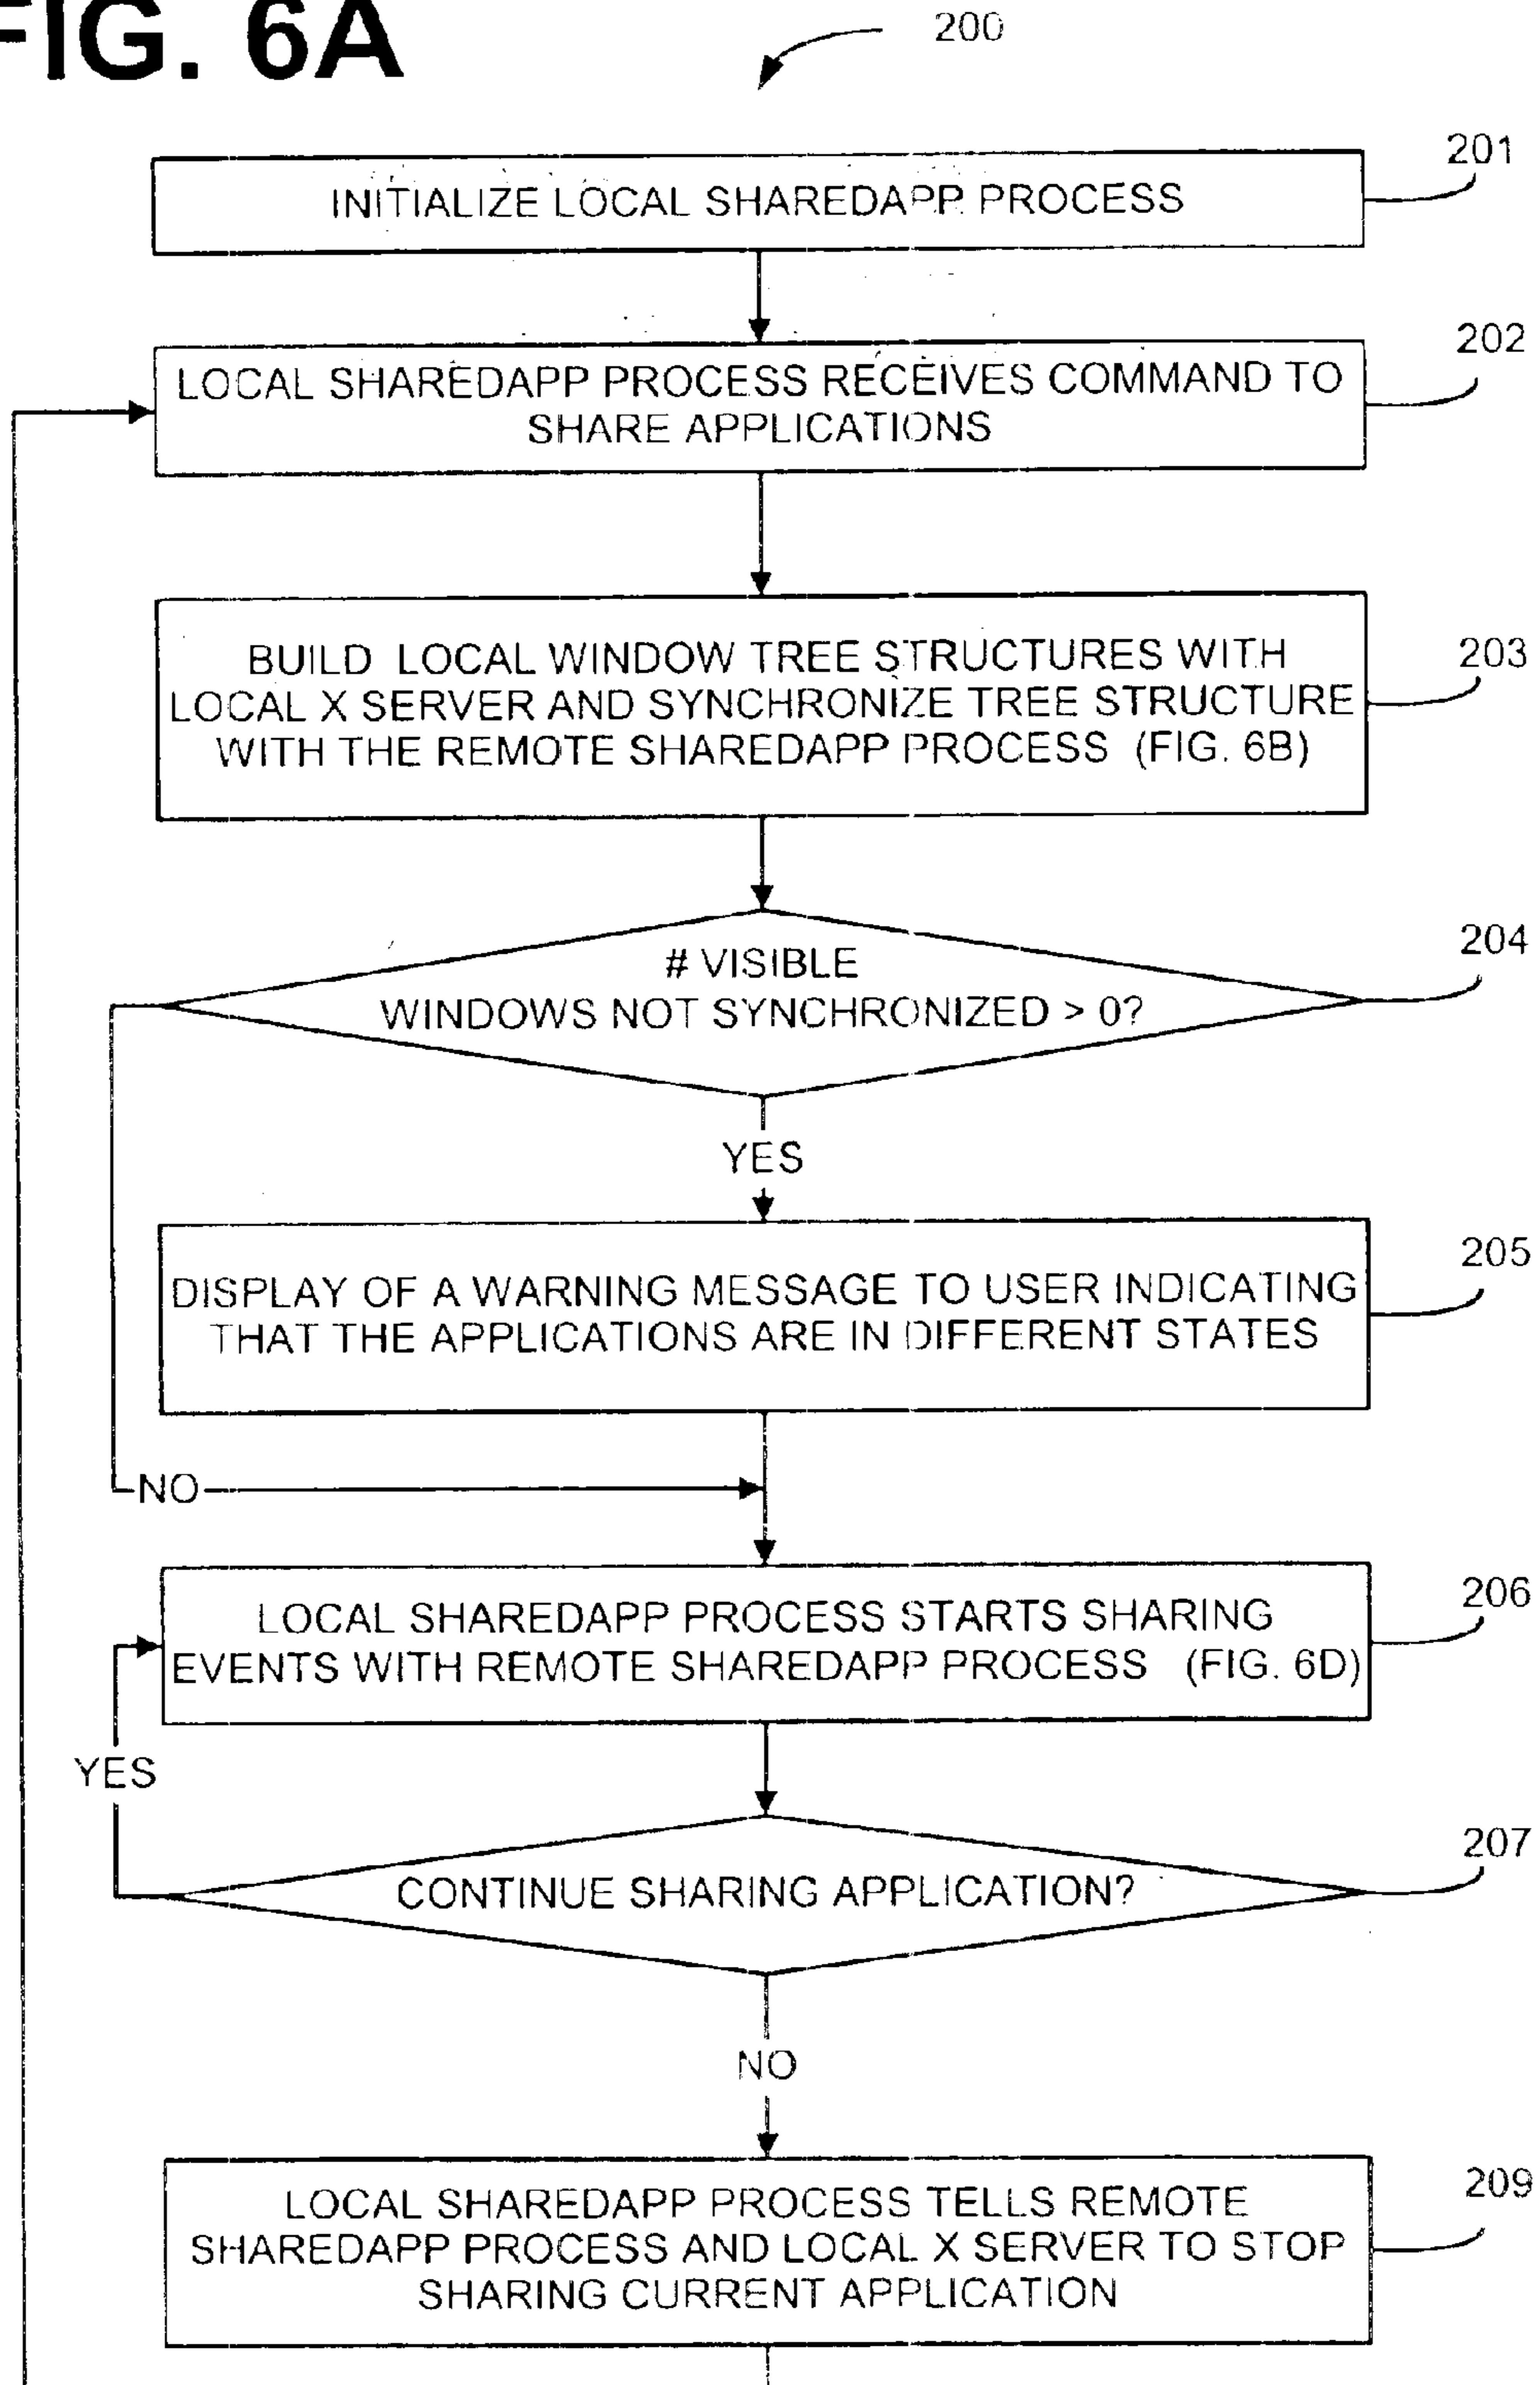 FIG. 6A
200
201
INITIALIZE LOCAL SHAREDAPP PROCESS
202
LOCAL SHAREDAPP PROCESS RECEIVES COMMAND TO
SHARE APPLICATIONS
203
BUILD LOCAL WINDOW TREE STRUCTURES WITH
LOCAL X SERVER AND SYNCHRONIZE TREE STRUCTURE
WITH THE REMOTE SHAREDAPP PROCESS (FIG. 6B)
204
# VISIBLE
WINDOWS NOT SYNCHRONIZED > 0?
YES
205
DISPLAY OF A WARNING MESSAGE TO USER INDICATING
THAT THE APPLICATIONS ARE IN DIFFERENT STATES
NO
206
LOCAL SHAREDAPP PROCESS STARTS SHARING
EVENTS WITH REMOTE SHAREDAPP PROCESS (FIG. 6D)
YES
207
CONTINUE SHARING APPLICATION?
NO
209
LOCAL SHAREDAPP PROCESS TELLS REMOTE
SHAREDAPP PROCESS AND LOCAL X SERVER TO STOP
SHARING CURRENT APPLICATION